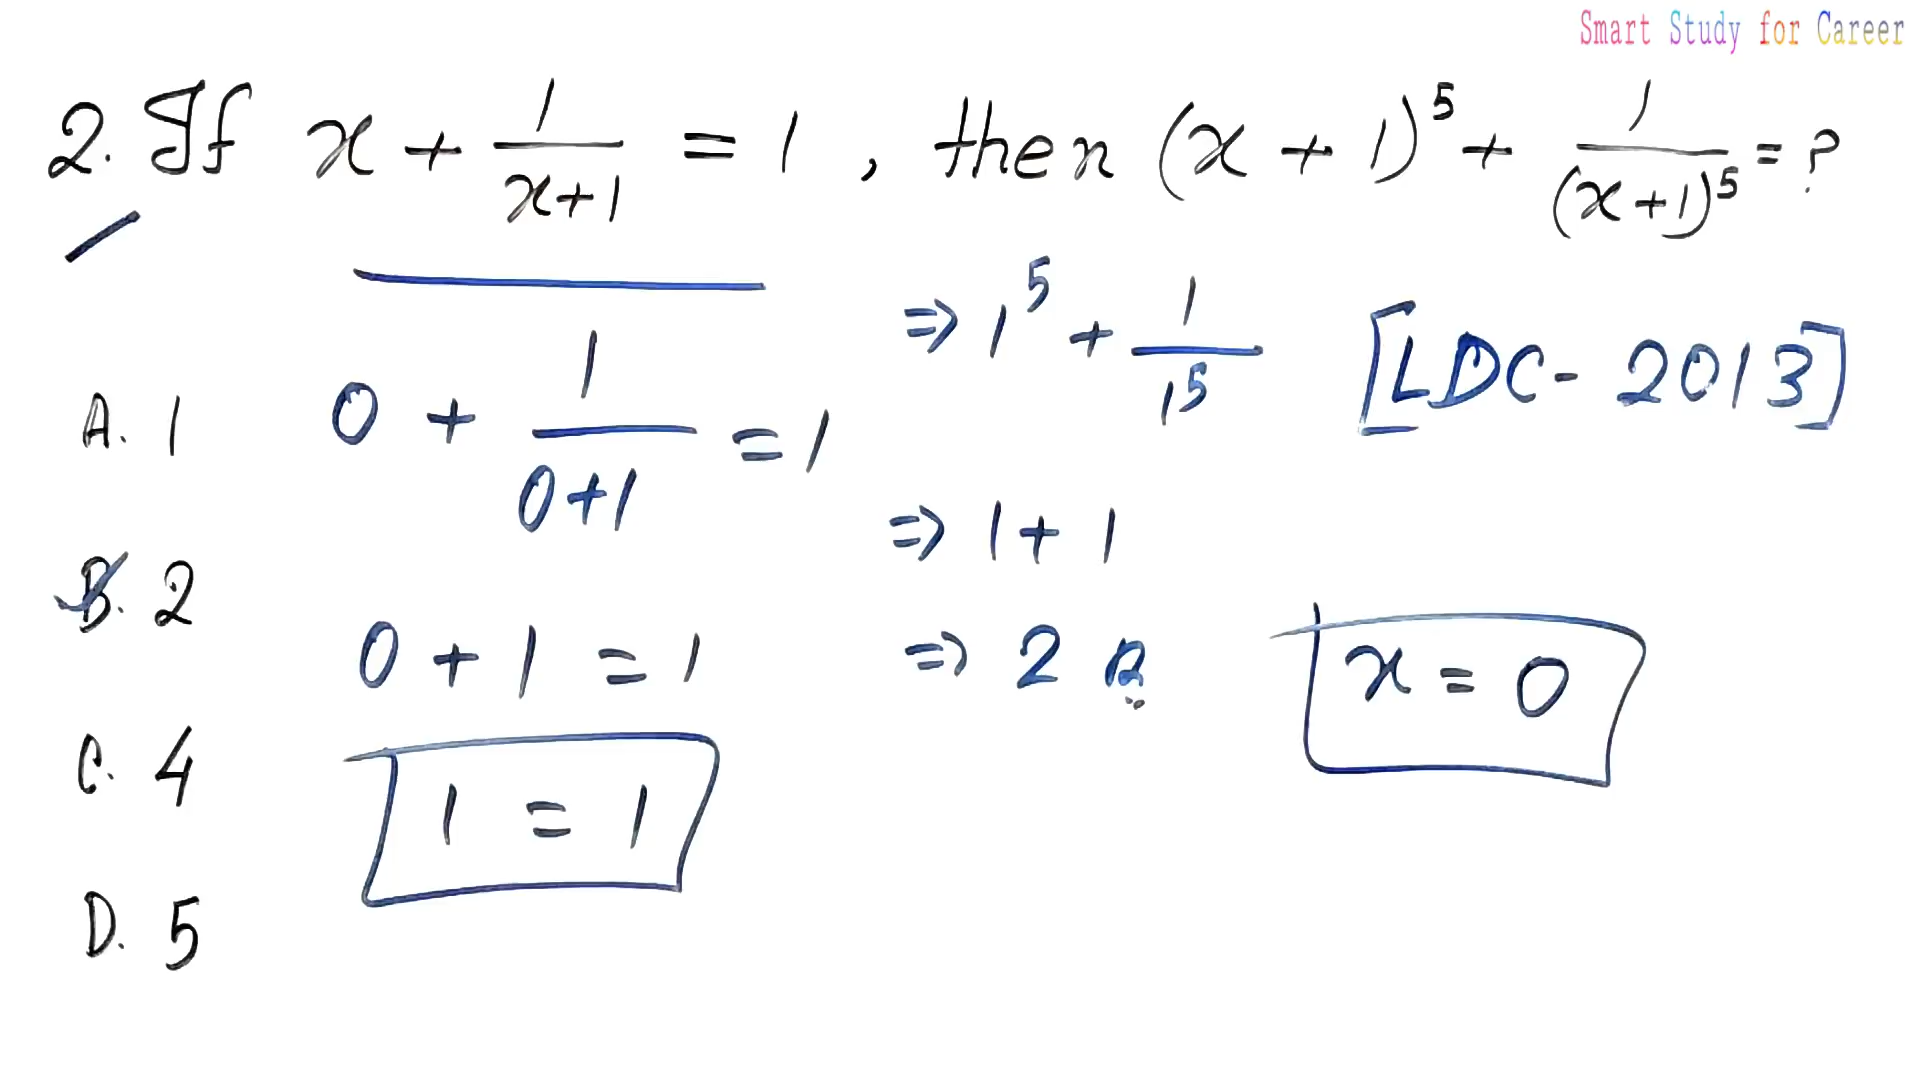 Smart Study for Career
2. If x + 1/(x+1) = 1, then (x + 1)^5 + 1/(x+1)^5 = ?
⇒ 1^5 + 1/1^5
[LDC- 2013]
A. 1
0 + 1/(0+1) = 1
⇒ 1 + 1
B. 2
0 + 1 = 1
⇒ 2
x = 0
C. 4
1 = 1
D. 5